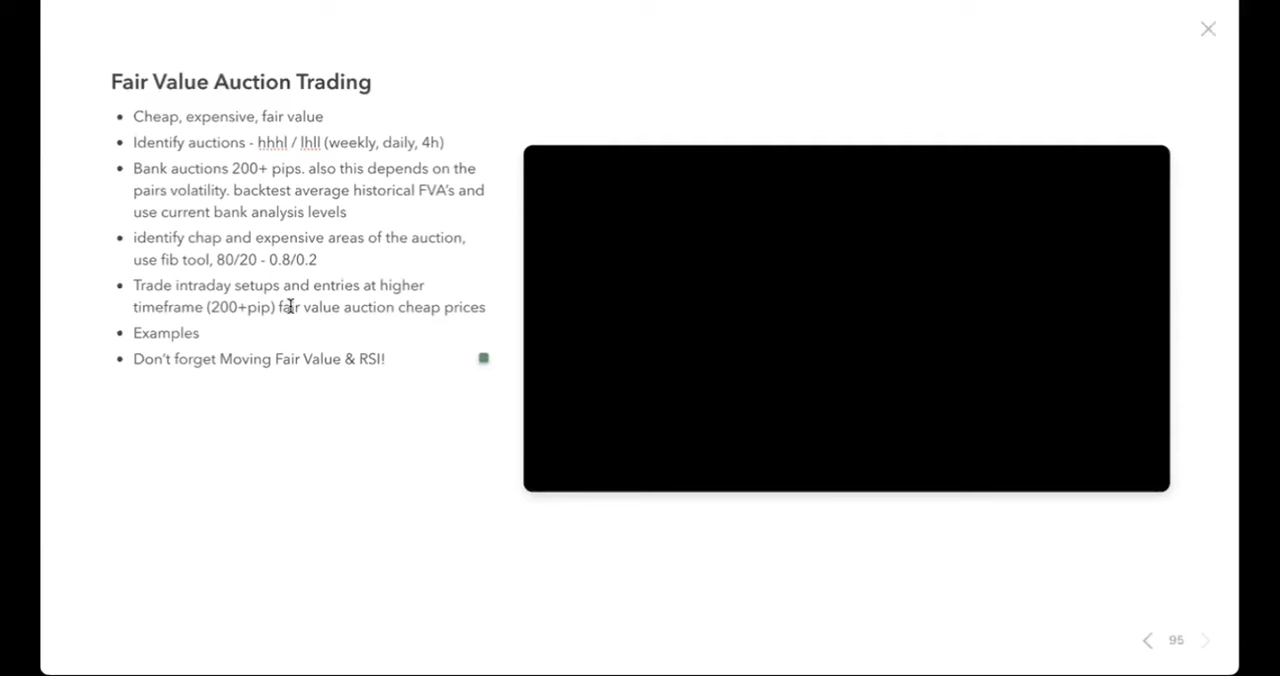 Fair Value Auction Trading
• Cheap, expensive, fair value
• Identify auctions - hhhl / lhll (weekly, daily, 4h)
• Bank auctions 200+ pips. also this depends on the
pairs volatility. backtest average historical FVA's and
use current bank analysis levels
• identify chap and expensive areas of the auction,
use fib tool, 80/20 - 0.8/0.2
• Trade intraday setups and entries at higher
timeframe (200+pip) fair value auction cheap prices
• Examples
• Don't forget Moving Fair Value & RSI!
95